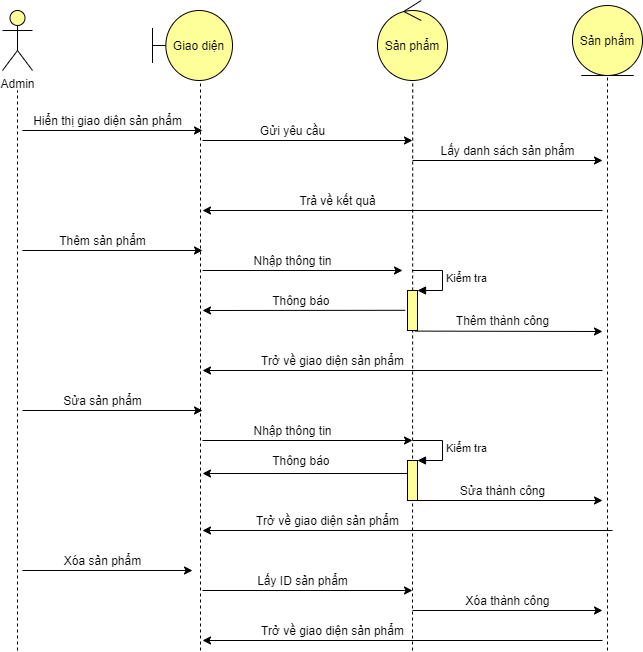 Giao diện
Sản phẩm
Sản phẩm
Admin
Hiển thị giao diện sản phẩm
Gửi yêu cầu
Lấy danh sách sản phẩm
Trả về kết quả
Thêm sản phẩm
Nhập thông tin
Kiểm tra
Thông báo
Thêm thành công
Trở về giao diện sản phẩm
Sửa sản phẩm
Nhập thông tin
Kiểm tra
Thông báo
Sửa thành công
Trở về giao diện sản phẩm
Xóa sản phẩm
Lấy ID sản phẩm
Xóa thành công
Trở về giao diện sản phẩm